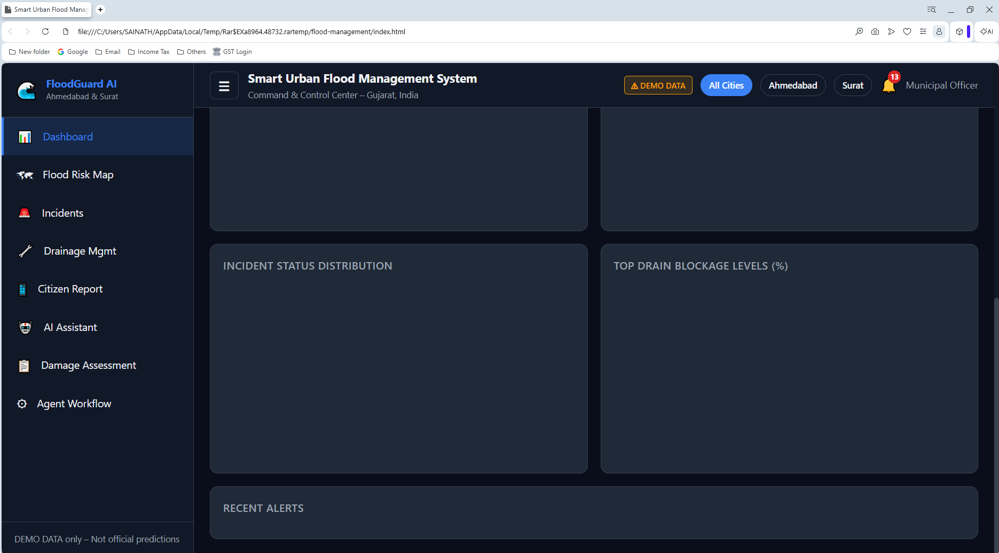 Smart Urban Flood Manag
file:///C:/Users/SAINATH/AppData/Local/Temp/Rar$EXa8964.48732.rartemp/flood-management/index.html
AI
New folder
Google
Email
Income Tax
Others
GST Login
FloodGuard AI
Ahmedabad & Surat
Smart Urban Flood Management System
Command & Control Center – Gujarat, India
⚠ DEMO DATA
All Cities
Ahmedabad
Surat
13
Municipal Officer
Dashboard
Flood Risk Map
Incidents
Drainage Mgmt
Citizen Report
AI Assistant
Damage Assessment
Agent Workflow
INCIDENT STATUS DISTRIBUTION
TOP DRAIN BLOCKAGE LEVELS (%)
RECENT ALERTS
DEMO DATA only – Not official predictions